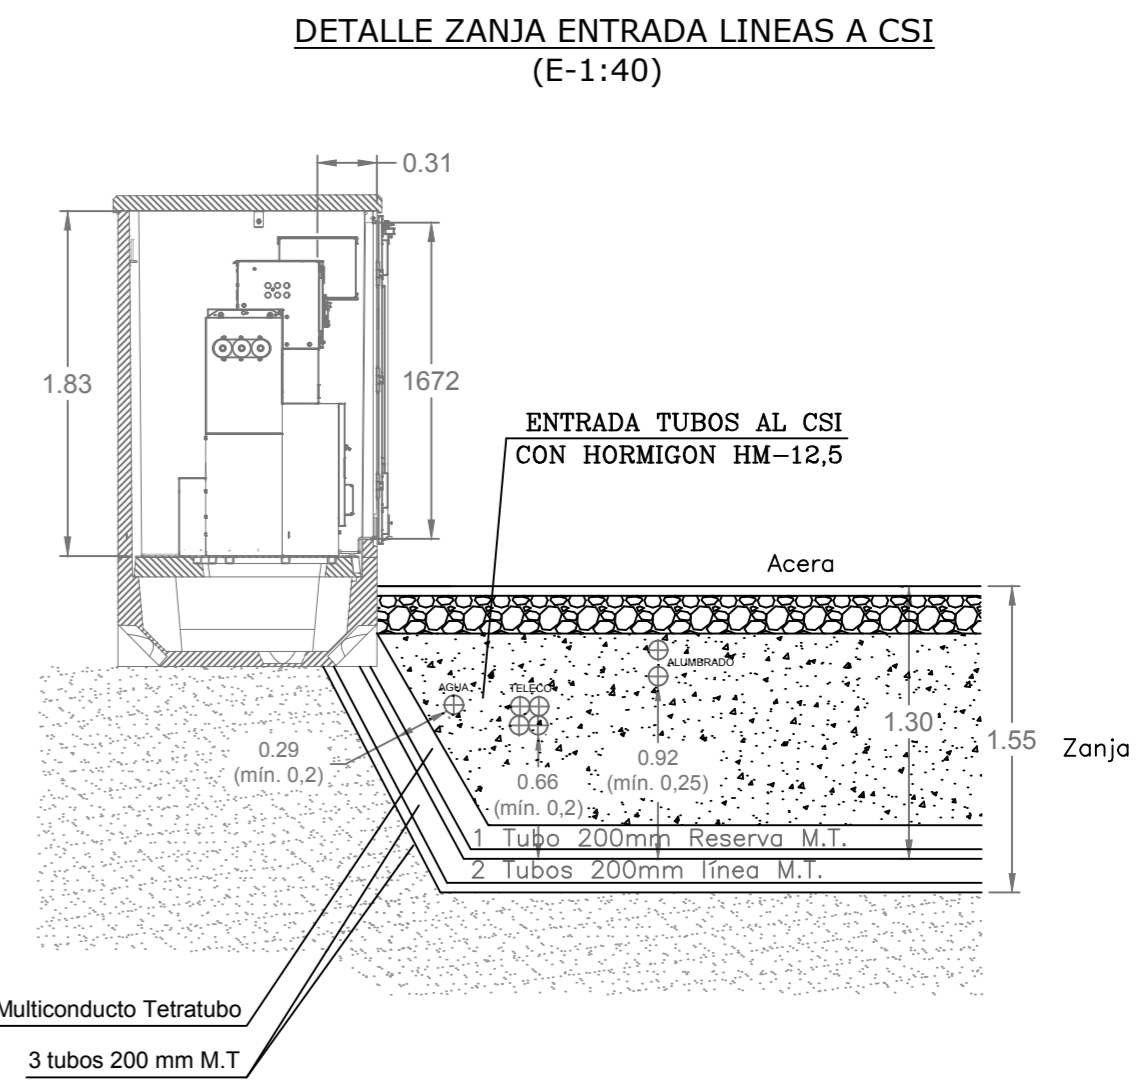 DETALLE ZANJA ENTRADA LINEAS A CSI
(E-1:40)
0.31
1.83
1672
ENTRADA TUBOS AL CSI
CON HORMIGON HM-12,5
Acera
ALUMBRADO
AGUA
TELECO
0.29
(mín. 0,2)
0.66
(mín. 0,2)
0.92
(mín. 0,25)
1.30
1.55
Zanja
1 Tubo 200mm Reserva M.T.
2 Tubos 200mm línea M.T.
Multiconducto Tetratubo
3 tubos 200 mm M.T